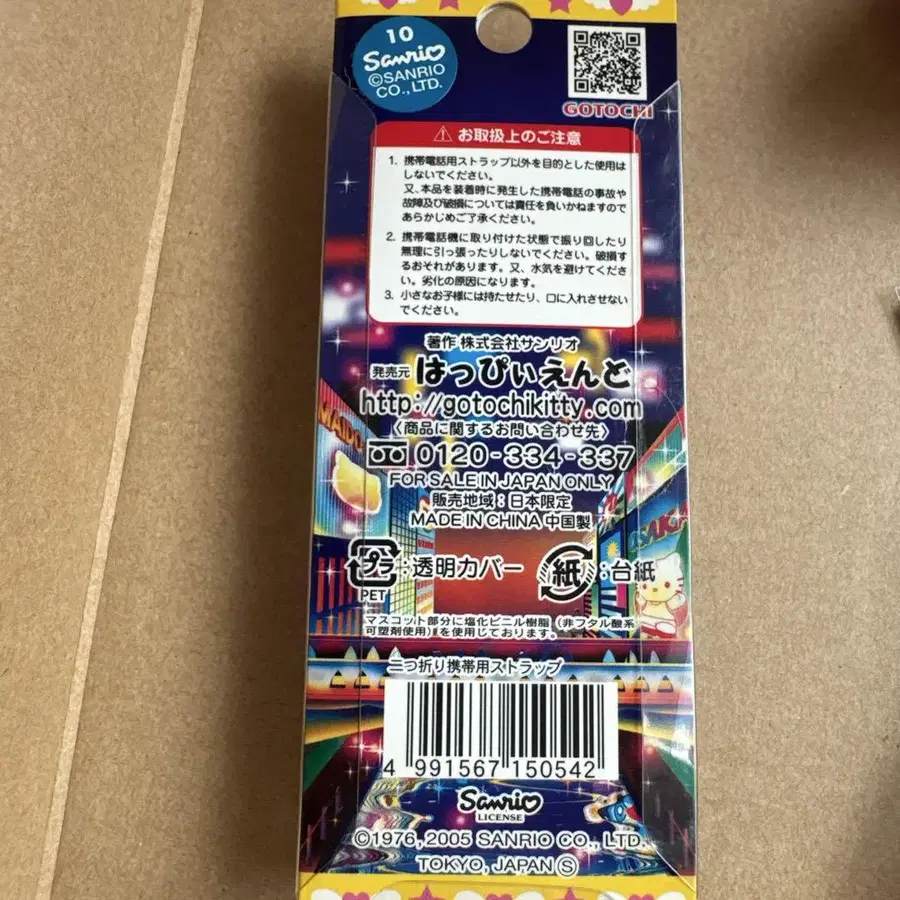 10
Sanrio
©SANRIO
CO.,LTD.
GOTOCHI
⚠ お取扱上のご注意
1. 携帯電話用ストラップ以外を目的とした使用は
しないでください。
又、本品を装着時に発生した携帯電話の事故や
故障及び破損については責任を負いかねますので
あらかじめご了承ください。
2. 携帯電話機に取り付けた状態で振り回したり
無理に引っ張ったりしないでください。破損す
るおそれがあります。又、水気を避けてくださ
い。劣化の原因になります。
3. 小さなお子様には持たせたり、口に入れさせない
でください。
著作 株式会社サンリオ
発売元 はっぴぃえんど
http://gotochikitty.com
〈商品に関するお問い合わせ先〉
0120-334-337
FOR SALE IN JAPAN ONLY
販売地域：日本限定
MADE IN CHINA 中国製
MAIDO
OSAKA
プラ：透明カバー
PET
紙：台紙
マスコット部分に塩化ビニル樹脂（非フタル酸系
可塑剤使用）を使用しております。
二つ折り携帯用ストラップ
4 991567 150542
Sanrio
LICENSE
©1976, 2005 SANRIO CO., LTD.
TOKYO, JAPAN Ⓢ